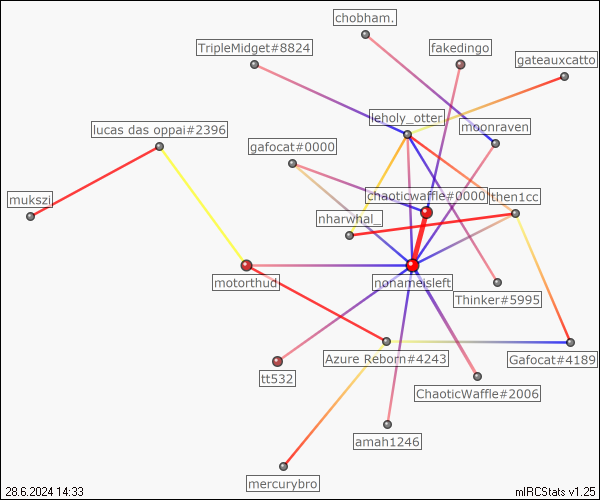 chobham.
TripleMidget#8824
fakedingo
gateauxcatto
leholy_otter
lucas das oppai#2396
moonraven
gafocat#0000
mukszi
chaoticwaffle#0000
then1cc
nharwhal_
motorthud
nonameisleft
Thinker#5995
Azure Reborn#4243
Gafocat#4189
tt532
ChaoticWaffle#2006
amah1246
mercurybro
28.6.2024 14:33
mIRCStats v1.25